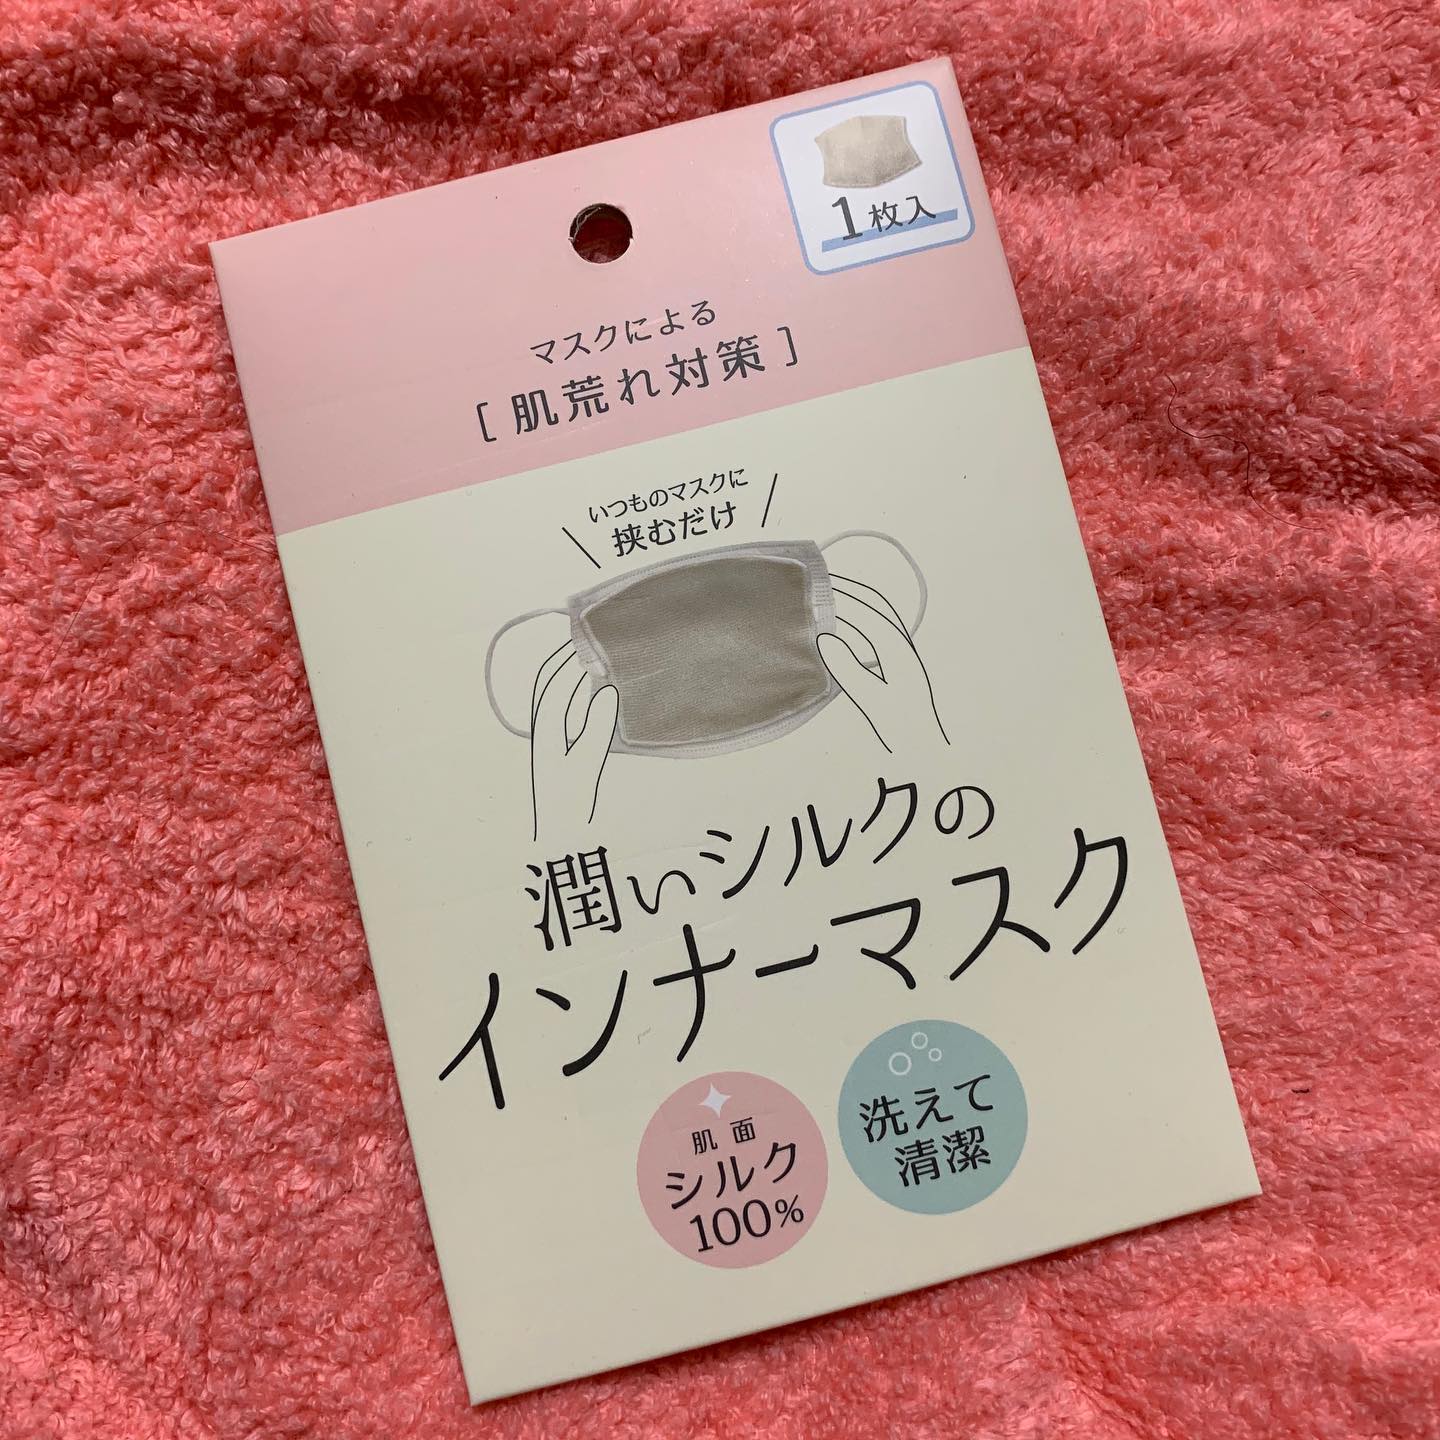 1枚入
マスクによる
[肌荒れ対策]
いつものマスクに
挟むだけ
潤いシルクの
インナーマスク
肌面
シルク
100%
洗えて
清潔